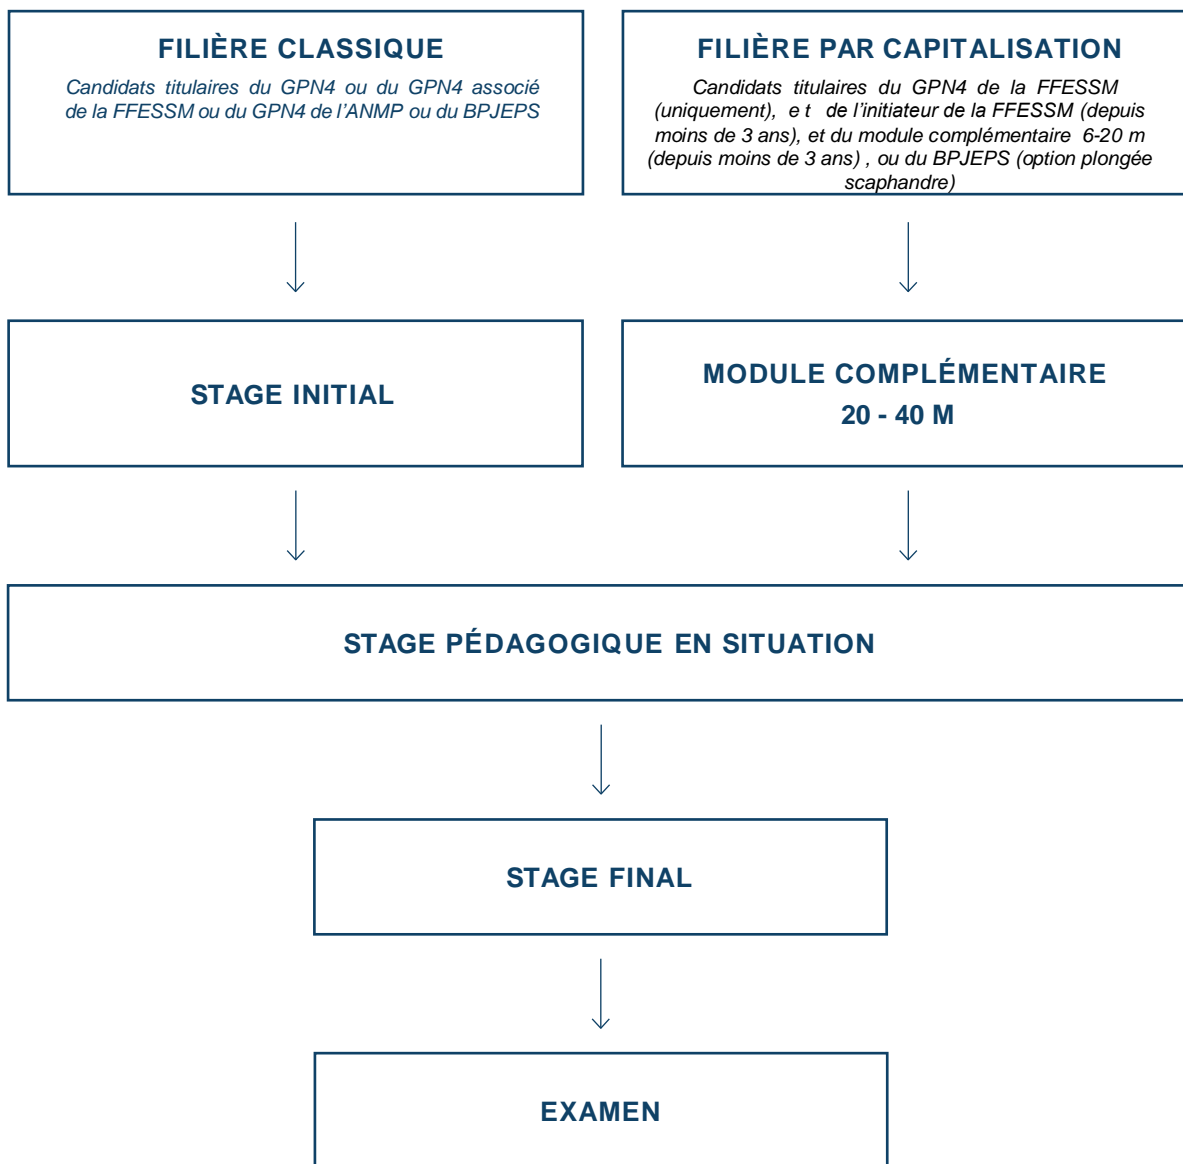 FILIÈRE CLASSIQUE
Candidats titulaires du GPN4 ou du GPN4 associé
de la FFESSM ou du GPN4 de l'ANMP ou du BPJEPS
FILIÈRE PAR CAPITALISATION
Candidats titulaires du GPN4 de la FFESSM
(uniquement), e t de l'initiateur de la FFESSM (depuis
moins de 3 ans), et du module complémentaire 6-20 m
(depuis moins de 3 ans) , ou du BPJEPS (option plongée
scaphandre)
STAGE INITIAL
MODULE COMPLÉMENTAIRE
20 - 40 M
STAGE PÉDAGOGIQUE EN SITUATION
STAGE FINAL
EXAMEN